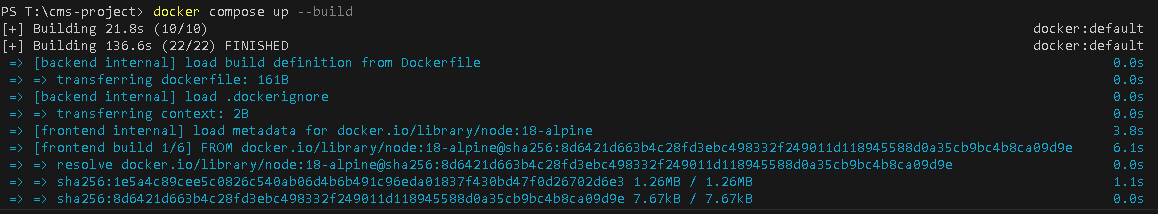 PS T:\cms-project> docker compose up --build
[+] Building 21.8s (10/10) docker:default
[+] Building 136.6s (22/22) FINISHED docker:default
=> [backend internal] load build definition from Dockerfile 0.0s
=> => transferring dockerfile: 161B 0.0s
=> [backend internal] load .dockerignore 0.0s
=> => transferring context: 2B 0.0s
=> [frontend internal] load metadata for docker.io/library/node:18-alpine 3.8s
=> [frontend build 1/6] FROM docker.io/library/node:18-alpine@sha256:8d6421d663b4c28fd3ebc498332f249011d118945588d0a35cb9bc4b8ca09d9e 6.1s
=> => resolve docker.io/library/node:18-alpine@sha256:8d6421d663b4c28fd3ebc498332f249011d118945588d0a35cb9bc4b8ca09d9e 0.0s
=> => sha256:1e5a4c89cee5c0826c540ab06d4b6b491c96eda01837f430bd47f0d26702d6e3 1.26MB / 1.26MB 1.1s
=> => sha256:8d6421d663b4c28fd3ebc498332f249011d118945588d0a35cb9bc4b8ca09d9e 7.67kB / 7.67kB 0.0s